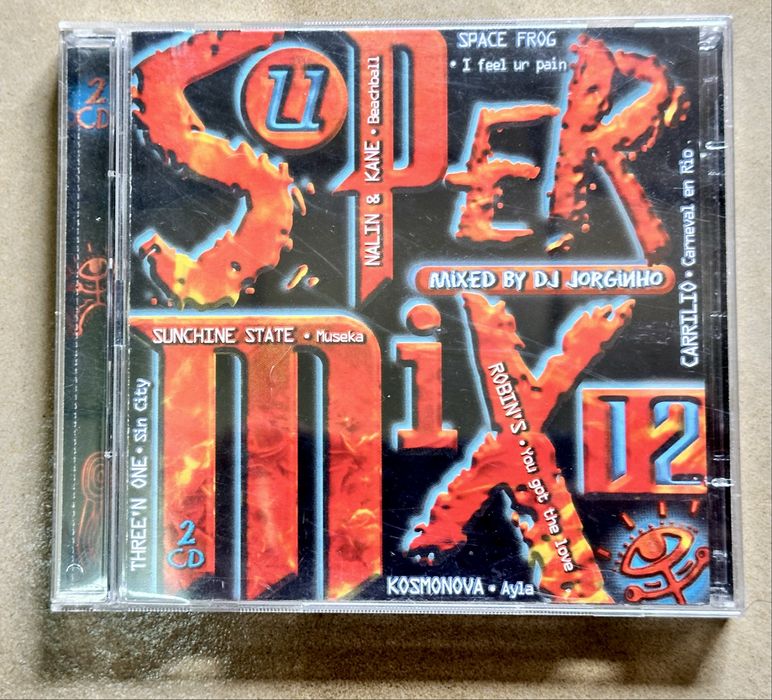 2
CD
SUPER
SPACE FROG
• I feel ur pain
NALIN & KANE • Beachball
CARRILIO • Carneval en Rio
MIXED BY DJ JORGINHO
MIX
12
SUNCHINE STATE • Museka
THREE'N ONE • Sin City
ROBIN'S • You got the love
2
CD
KOSMONOVA • Ayla